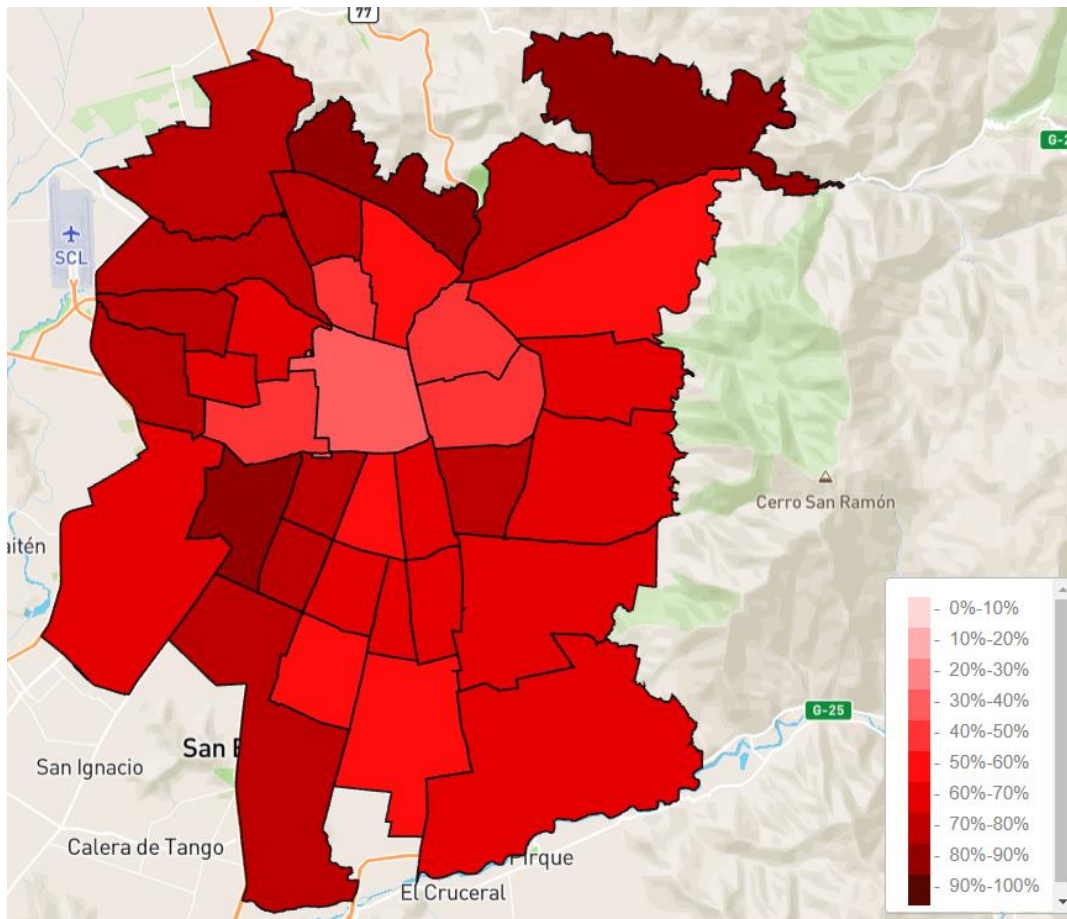 77
G-2
SCL
Cerro San Ramón
aitén
- 0%-10%
- 10%-20%
- 20%-30%
- 30%-40%
- 40%-50%
- 50%-60%
- 60%-70%
- 70%-80%
- 80%-90%
- 90%-100%
G-25
San
San Ignacio
Calera de Tango
Pirque
El Cruceral